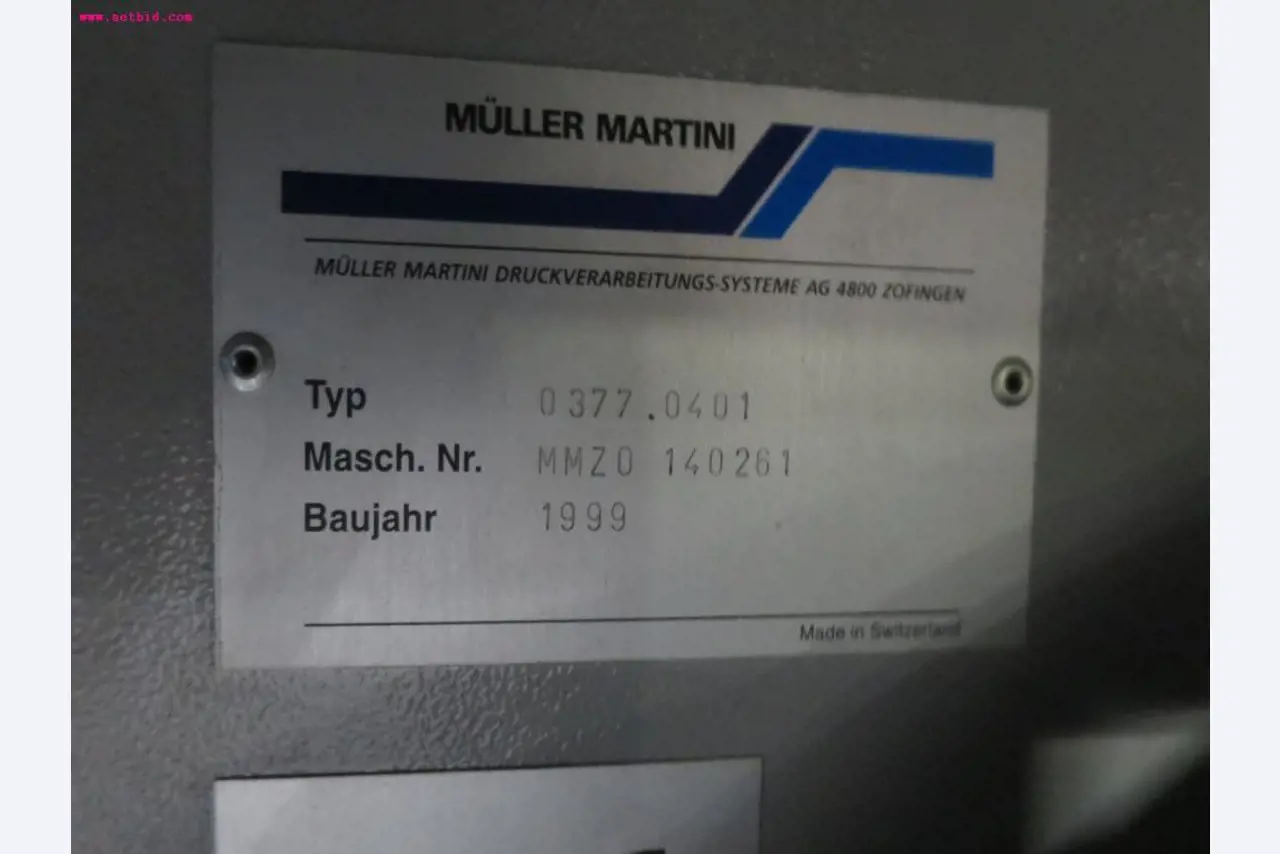 www.setbid.com
MÜLLER MARTINI
MÜLLER MARTINI DRUCKVERARBEITUNGS-SYSTEME AG 4800 ZOFINGEN
Typ 0377.0401
Masch. Nr. MMZO 140261
Baujahr 1999
Made in Switzerland